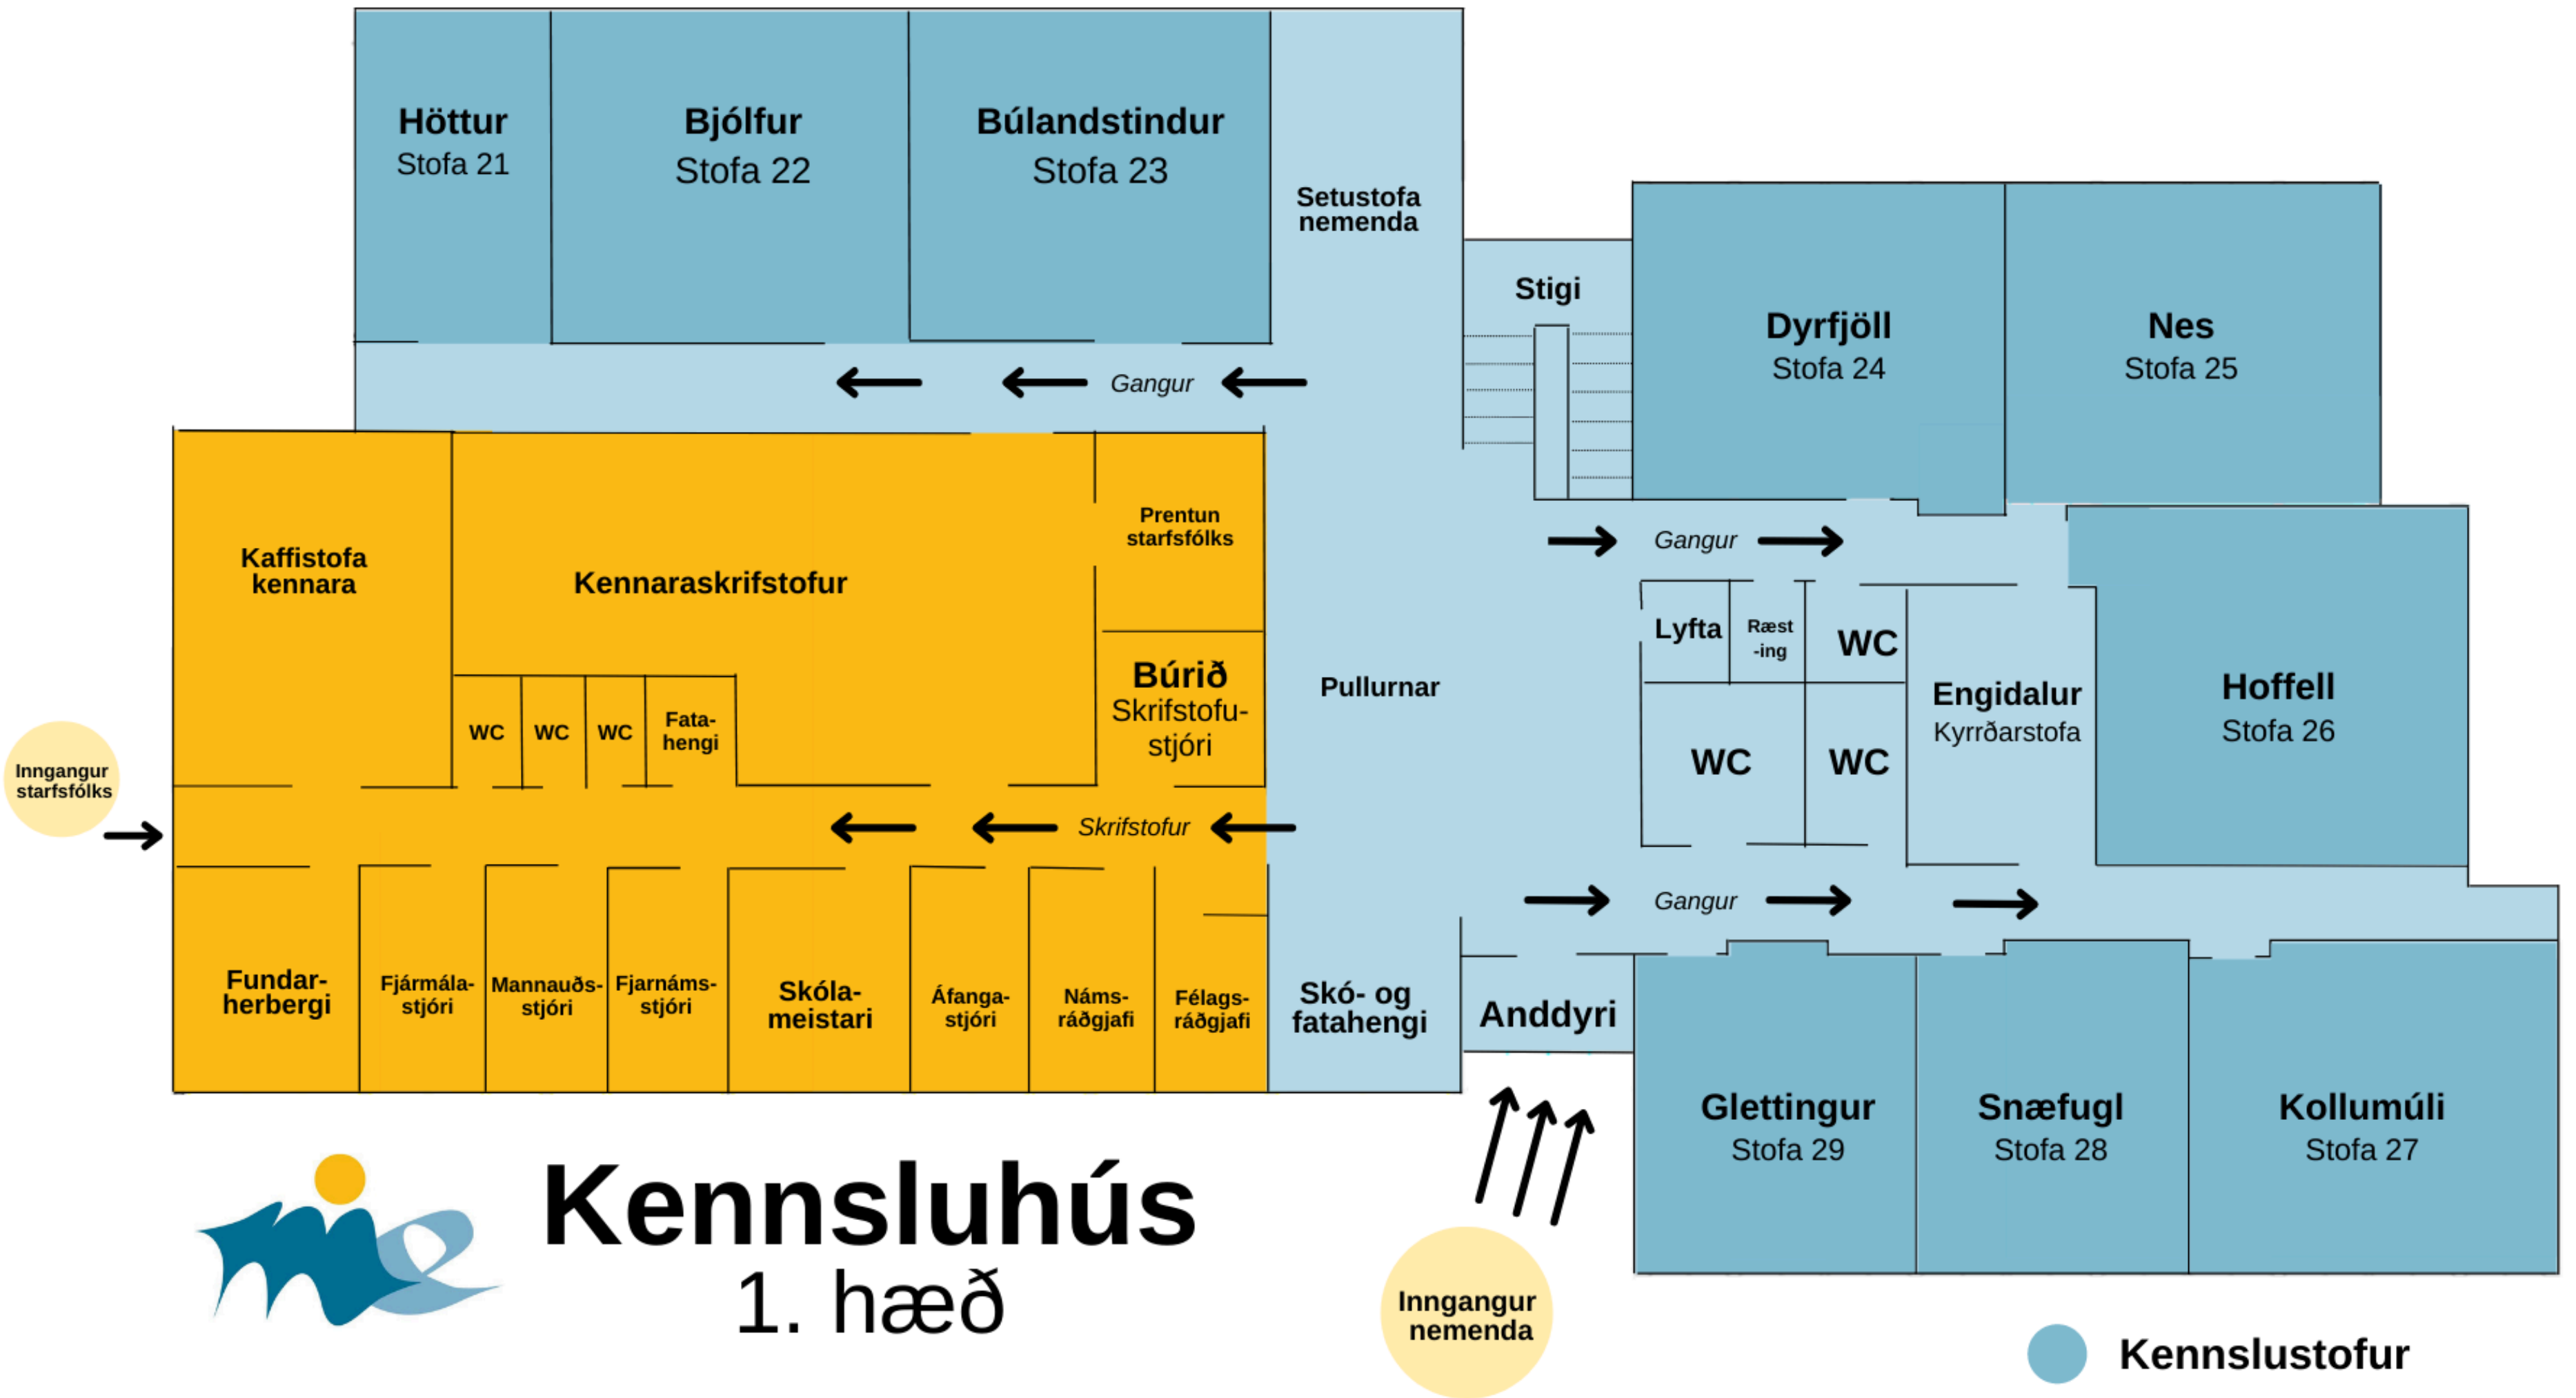 Höttur
Stofa 21
Bjólfur
Stofa 22
Búlandstindur
Stofa 23
Setustofa
nemenda
Stigi
Dyrfjöll
Stofa 24
Nes
Stofa 25
Gangur
Kaffistofa
kennara
Kennaraskrifstofur
Prentun
starfsfólks
Gangur
Búrið
Skrifstofu-
stjóri
Pullurnar
Lyfta
Ræst
-ing
WC
Engidalur
Kyrrðarstofa
Hoffell
Stofa 26
WC
WC
WC
Fata-
hengi
WC
WC
Inngangur
starfsfólks
Skrifstofur
Gangur
Fundar-
herbergi
Fjármála-
stjóri
Mannauðs-
stjóri
Fjarnáms-
stjóri
Skóla-
meistari
Áfanga-
stjóri
Náms-
ráðgjafi
Félags-
ráðgjafi
Skó- og
fatahengi
Anddyri
Glettingur
Stofa 29
Snæfugl
Stofa 28
Kollumúli
Stofa 27
me
Kennsluhús
1. hæð
Inngangur
nemenda
Kennslustofur